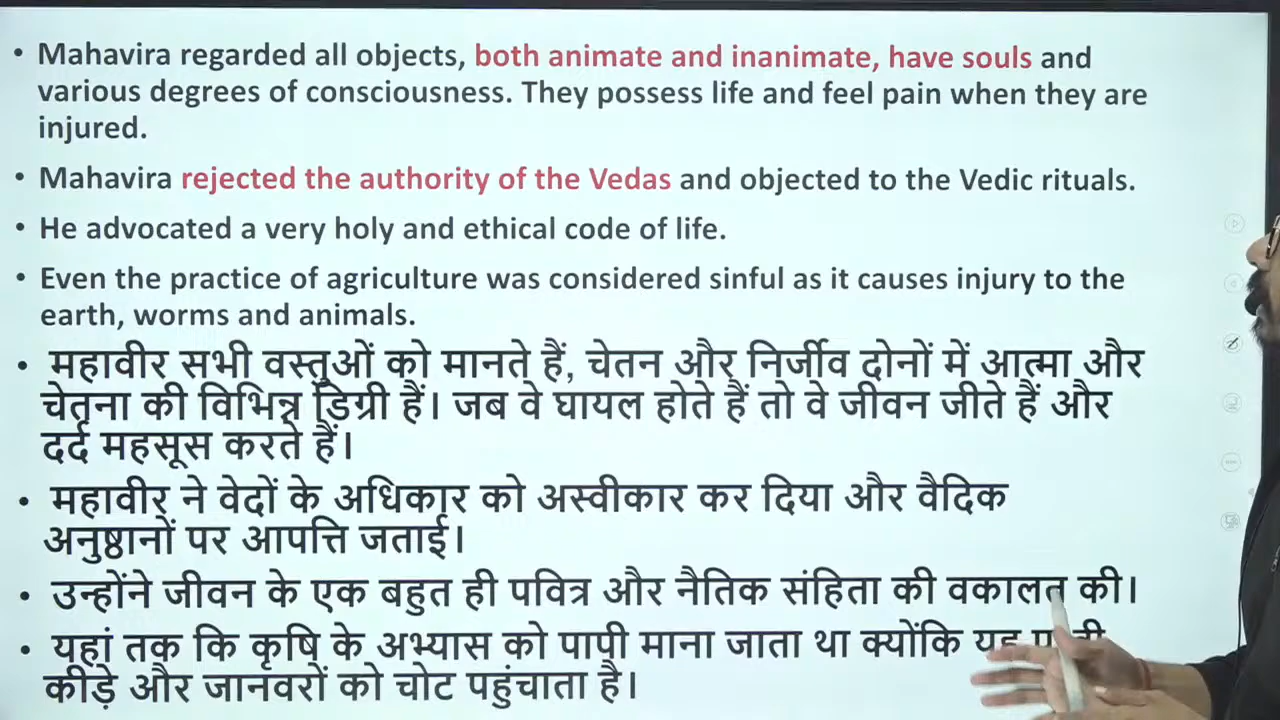 • Mahavira regarded all objects, both animate and inanimate, have souls and
various degrees of consciousness. They possess life and feel pain when they are
injured.
• Mahavira rejected the authority of the Vedas and objected to the Vedic rituals.
• He advocated a very holy and ethical code of life.
• Even the practice of agriculture was considered sinful as it causes injury to the
earth, worms and animals.
• महावीर सभी वस्तुओं को मानते हैं, चेतन और निर्जीव दोनों में आत्मा और
चेतना की विभिन्न डिग्री हैं। जब वे घायल होते हैं तो वे जीवन जीते हैं और
दर्द महसूस करते हैं।
• महावीर ने वेदों के अधिकार को अस्वीकार कर दिया और वैदिक
अनुष्ठानों पर आपत्ति जताई।
• उन्होंने जीवन के एक बहुत ही पवित्र और नैतिक संहिता की वकालत की।
• यहां तक कि कृषि के अभ्यास को पापी माना जाता था क्योंकि यह
कीड़े और जानवरों को चोट पहुंचाता है।